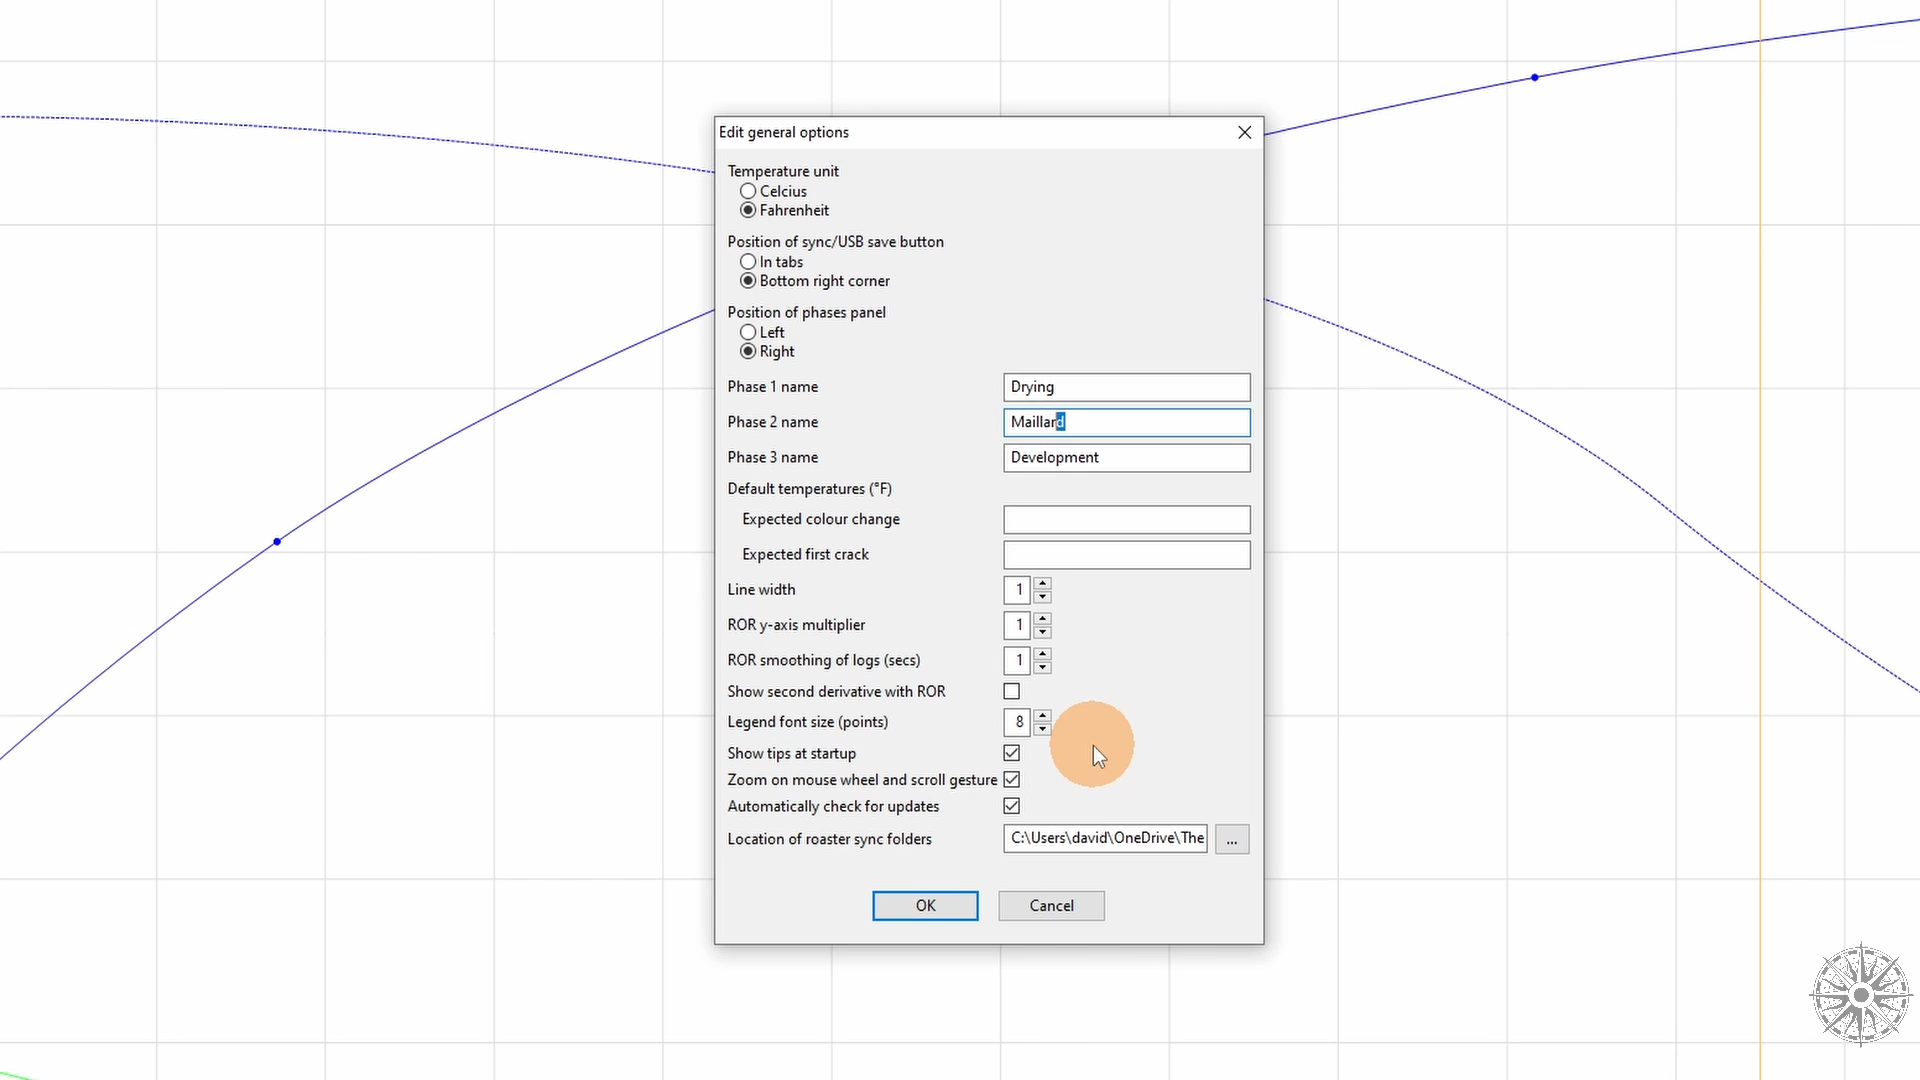 Edit general options
Temperature unit
Celcius
Fahrenheit
Position of sync/USB save button
In tabs
Bottom right corner
Position of phases panel
Left
Right
Phase 1 name Drying
Phase 2 name Maillard
Phase 3 name Development
Default temperatures (°F)
Expected colour change
Expected first crack
Line width 1
ROR y-axis multiplier 1
ROR smoothing of logs (secs) 1
Show second derivative with ROR
Legend font size (points) 8
Show tips at startup
Zoom on mouse wheel and scroll gesture
Automatically check for updates
Location of roaster sync folders C:\Users\david\OneDrive\The ...
OK Cancel